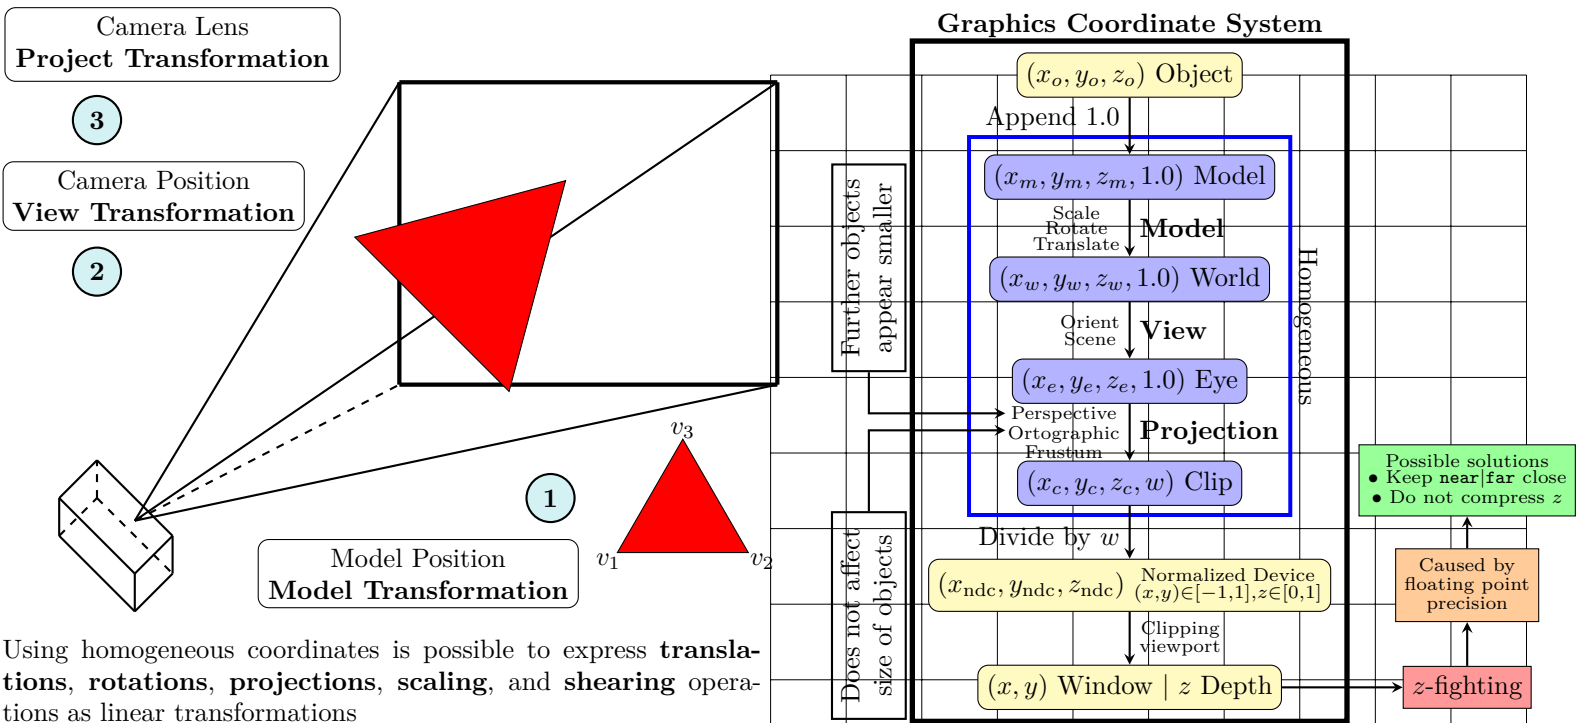 Camera Lens
Project Transformation
3
Camera Position
View Transformation
2
1
v3
v1
v2
Model Position
Model Transformation
Using homogeneous coordinates is possible to express transla-
tions, rotations, projections, scaling, and shearing opera-
tions as linear transformations
Graphics Coordinate System
(x_o, y_o, z_o) Object
Append 1.0
(x_m, y_m, z_m, 1.0) Model
Scale
Rotate
Translate
Model
(x_w, y_w, z_w, 1.0) World
Orient
Scene
View
(x_e, y_e, z_e, 1.0) Eye
Perspective
Ortographic
Frustum
Projection
(x_c, y_c, z_c, w) Clip
Homogeneous
Divide by w
(x_ndc, y_ndc, z_ndc) Normalized Device
(x,y)∈[−1,1],z∈[0,1]
Clipping
viewport
(x, y) Window | z Depth
Further objects
appear smaller
Does not affect
size of objects
Possible solutions
• Keep near|far close
• Do not compress z
Caused by
floating point
precision
z-fighting